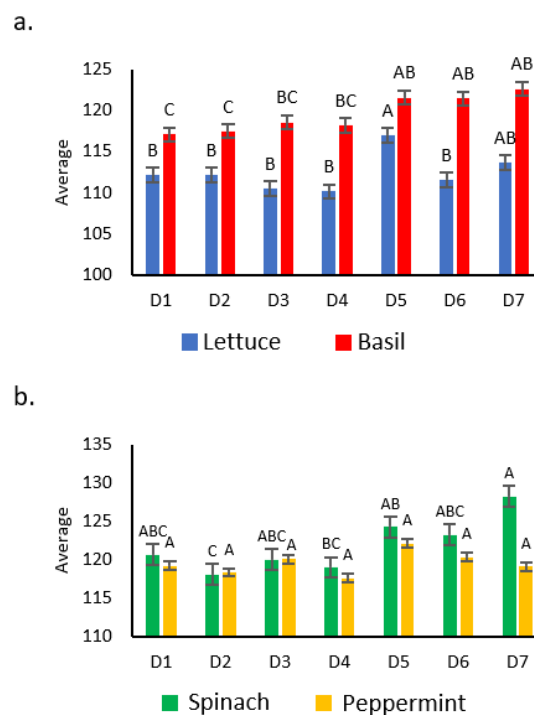 a.
125
120
115
110
105
100
Average
B C B C BC BC A AB B AB AB AB
B B
D1 D2 D3 D4 D5 D6 D7
Lettuce Basil
b.
135
130
125
120
115
110
Average
ABC A C A ABC A BC A AB A ABC A A A
D1 D2 D3 D4 D5 D6 D7
Spinach Peppermint